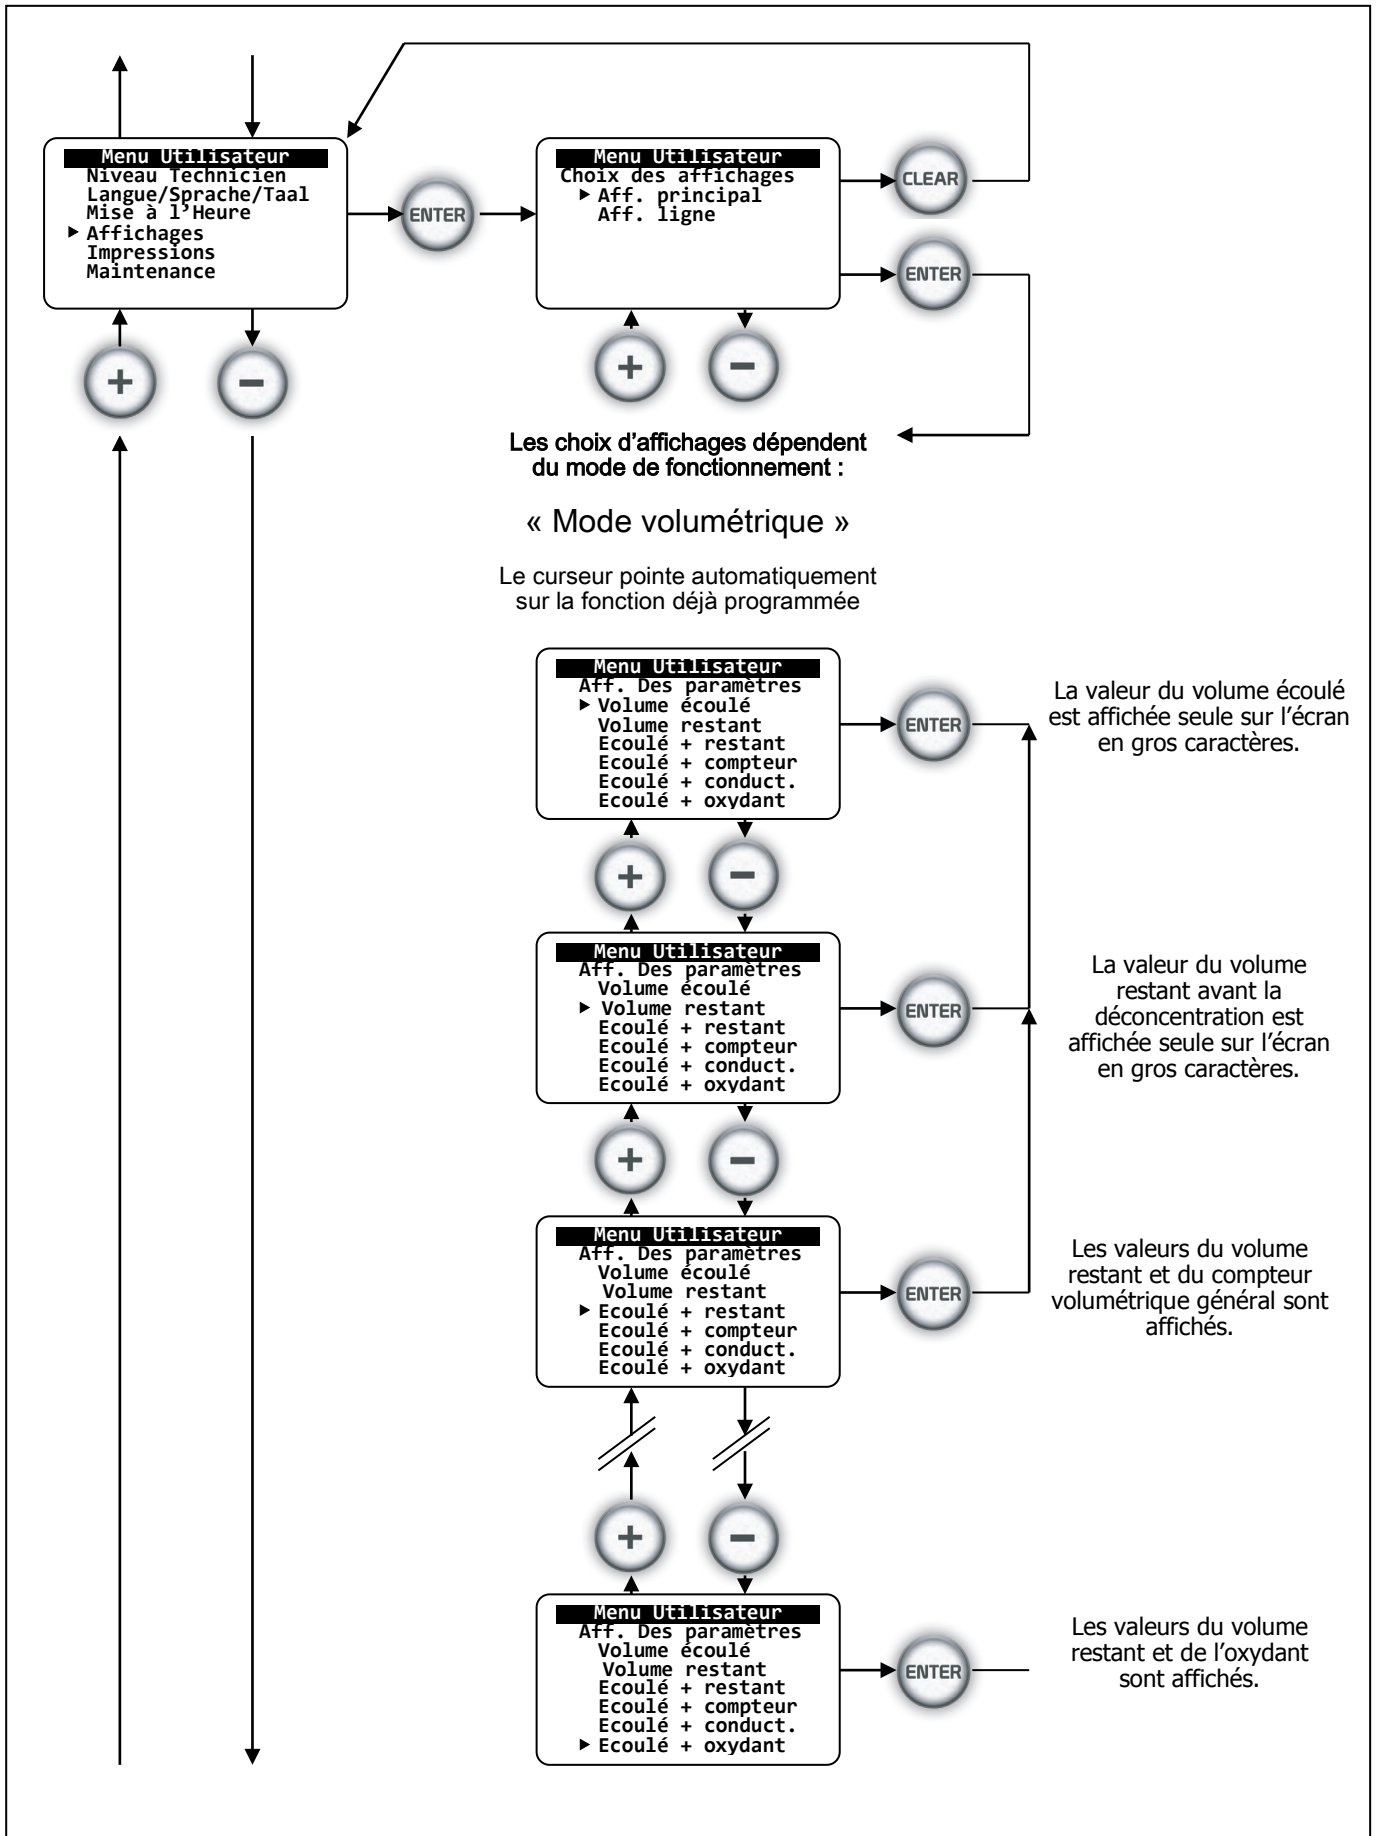 Menu Utilisateur
Niveau Technicien
Langue/Sprache/Taal
Mise à l'Heure
▶ Affichages
Impressions
Maintenance
ENTER
Menu Utilisateur
Choix des affichages
▶ Aff. principal
Aff. ligne
CLEAR
ENTER
+
−
+
−
Les choix d'affichages dépendent
du mode de fonctionnement :
« Mode volumétrique »
Le curseur pointe automatiquement
sur la fonction déjà programmée
Menu Utilisateur
Aff. Des paramètres
▶ Volume écoulé
Volume restant
Ecoulé + restant
Ecoulé + compteur
Ecoulé + conduct.
Ecoulé + oxydant
ENTER
La valeur du volume écoulé
est affichée seule sur l'écran
en gros caractères.
+
−
Menu Utilisateur
Aff. Des paramètres
Volume écoulé
▶ Volume restant
Ecoulé + restant
Ecoulé + compteur
Ecoulé + conduct.
Ecoulé + oxydant
ENTER
La valeur du volume
restant avant la
déconcentration est
affichée seule sur l'écran
en gros caractères.
+
−
Menu Utilisateur
Aff. Des paramètres
Volume écoulé
Volume restant
▶ Ecoulé + restant
Ecoulé + compteur
Ecoulé + conduct.
Ecoulé + oxydant
ENTER
Les valeurs du volume
restant et du compteur
volumétrique général sont
affichés.
+
−
Menu Utilisateur
Aff. Des paramètres
Volume écoulé
Volume restant
Ecoulé + restant
Ecoulé + compteur
Ecoulé + conduct.
▶ Ecoulé + oxydant
ENTER
Les valeurs du volume
restant et de l'oxydant
sont affichés.